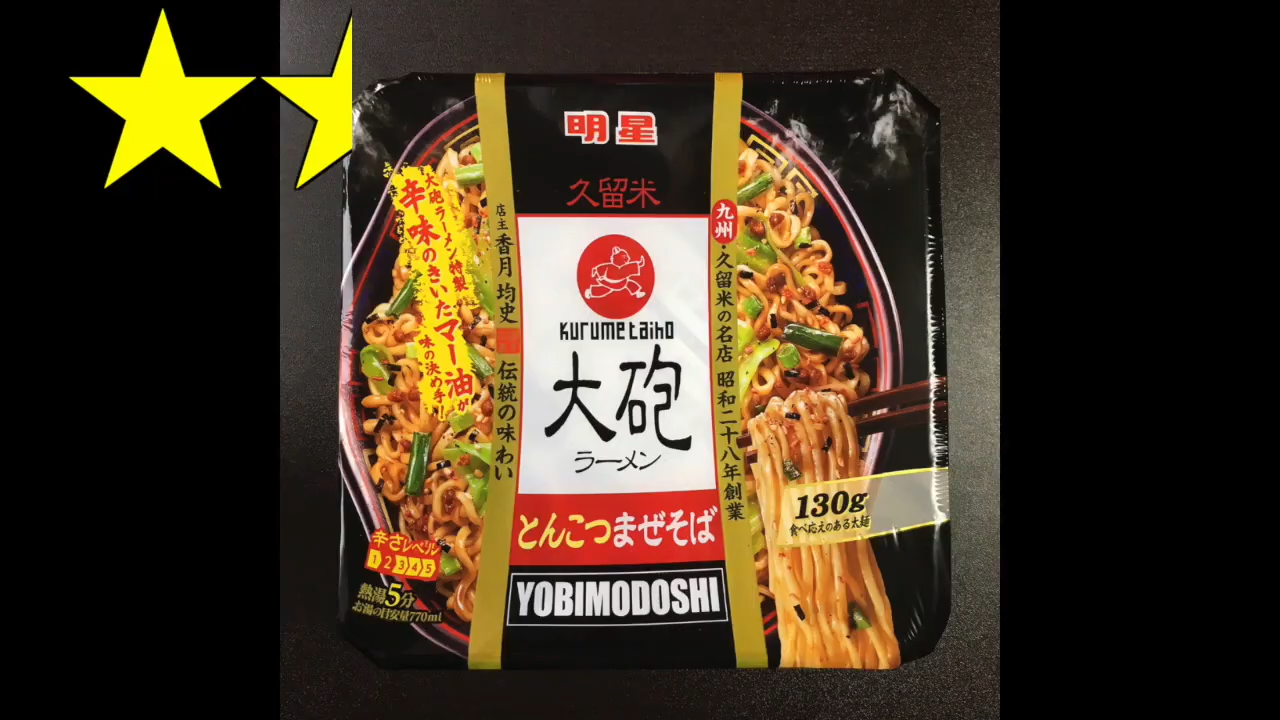 明星
久留米
kurume taiho
大砲
ラーメン
とんこつまぜそば
YOBIMODOSHI
九州・久留米の名店 昭和二十八年創業
店主 香月 均史
伝統の味わい
大砲ラーメン特製
辛味のきいたマー油が
味の決め手!
辛さレベル
1 2 3 4 5
熱湯5分
お湯の目安量770ml
130g
食べ応えのある太麺